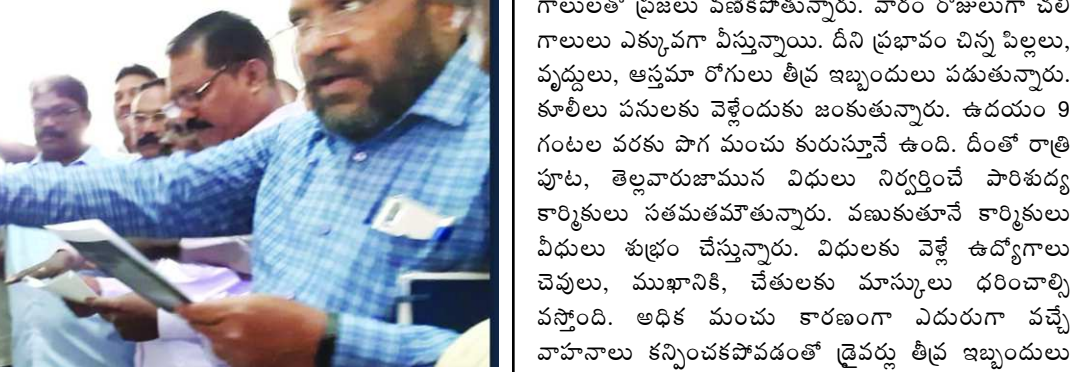 గాలులతో ప్రజలు వణికిపోతున్నారు. వారం రోజులుగా చలి
గాలులు ఎక్కువగా వీస్తున్నాయి. దీని ప్రభావం చిన్న పిల్లలు,
వృద్దులు, ఆస్తమా రోగులు తీవ్ర ఇబ్బందులు పడుతున్నారు.
కూలీలు పనులకు వెళ్లేందుకు జంకుతున్నారు. ఉదయం 9
గంటల వరకు పొగ మంచు కురుస్తూనే ఉంది. దీంతో రాత్రి
పూట, తెల్లవారుజామున విధులు నిర్వర్తించే పారిశుద్య
కార్మికులు సతమతమౌతున్నారు. వణుకుతూనే కార్మికులు
వీధులు శుభ్రం చేస్తున్నారు. విధులకు వెళ్లే ఉద్యోగాలు
చెవులు, ముఖానికి, చేతులకు మాస్కులు ధరించాల్సి
వస్తోంది. అధిక మంచు కారణంగా ఎదురుగా వచ్చే
వాహనాలు కన్పించకపోవడంతో డ్రైవర్లు తీవ్ర ఇబ్బందులు